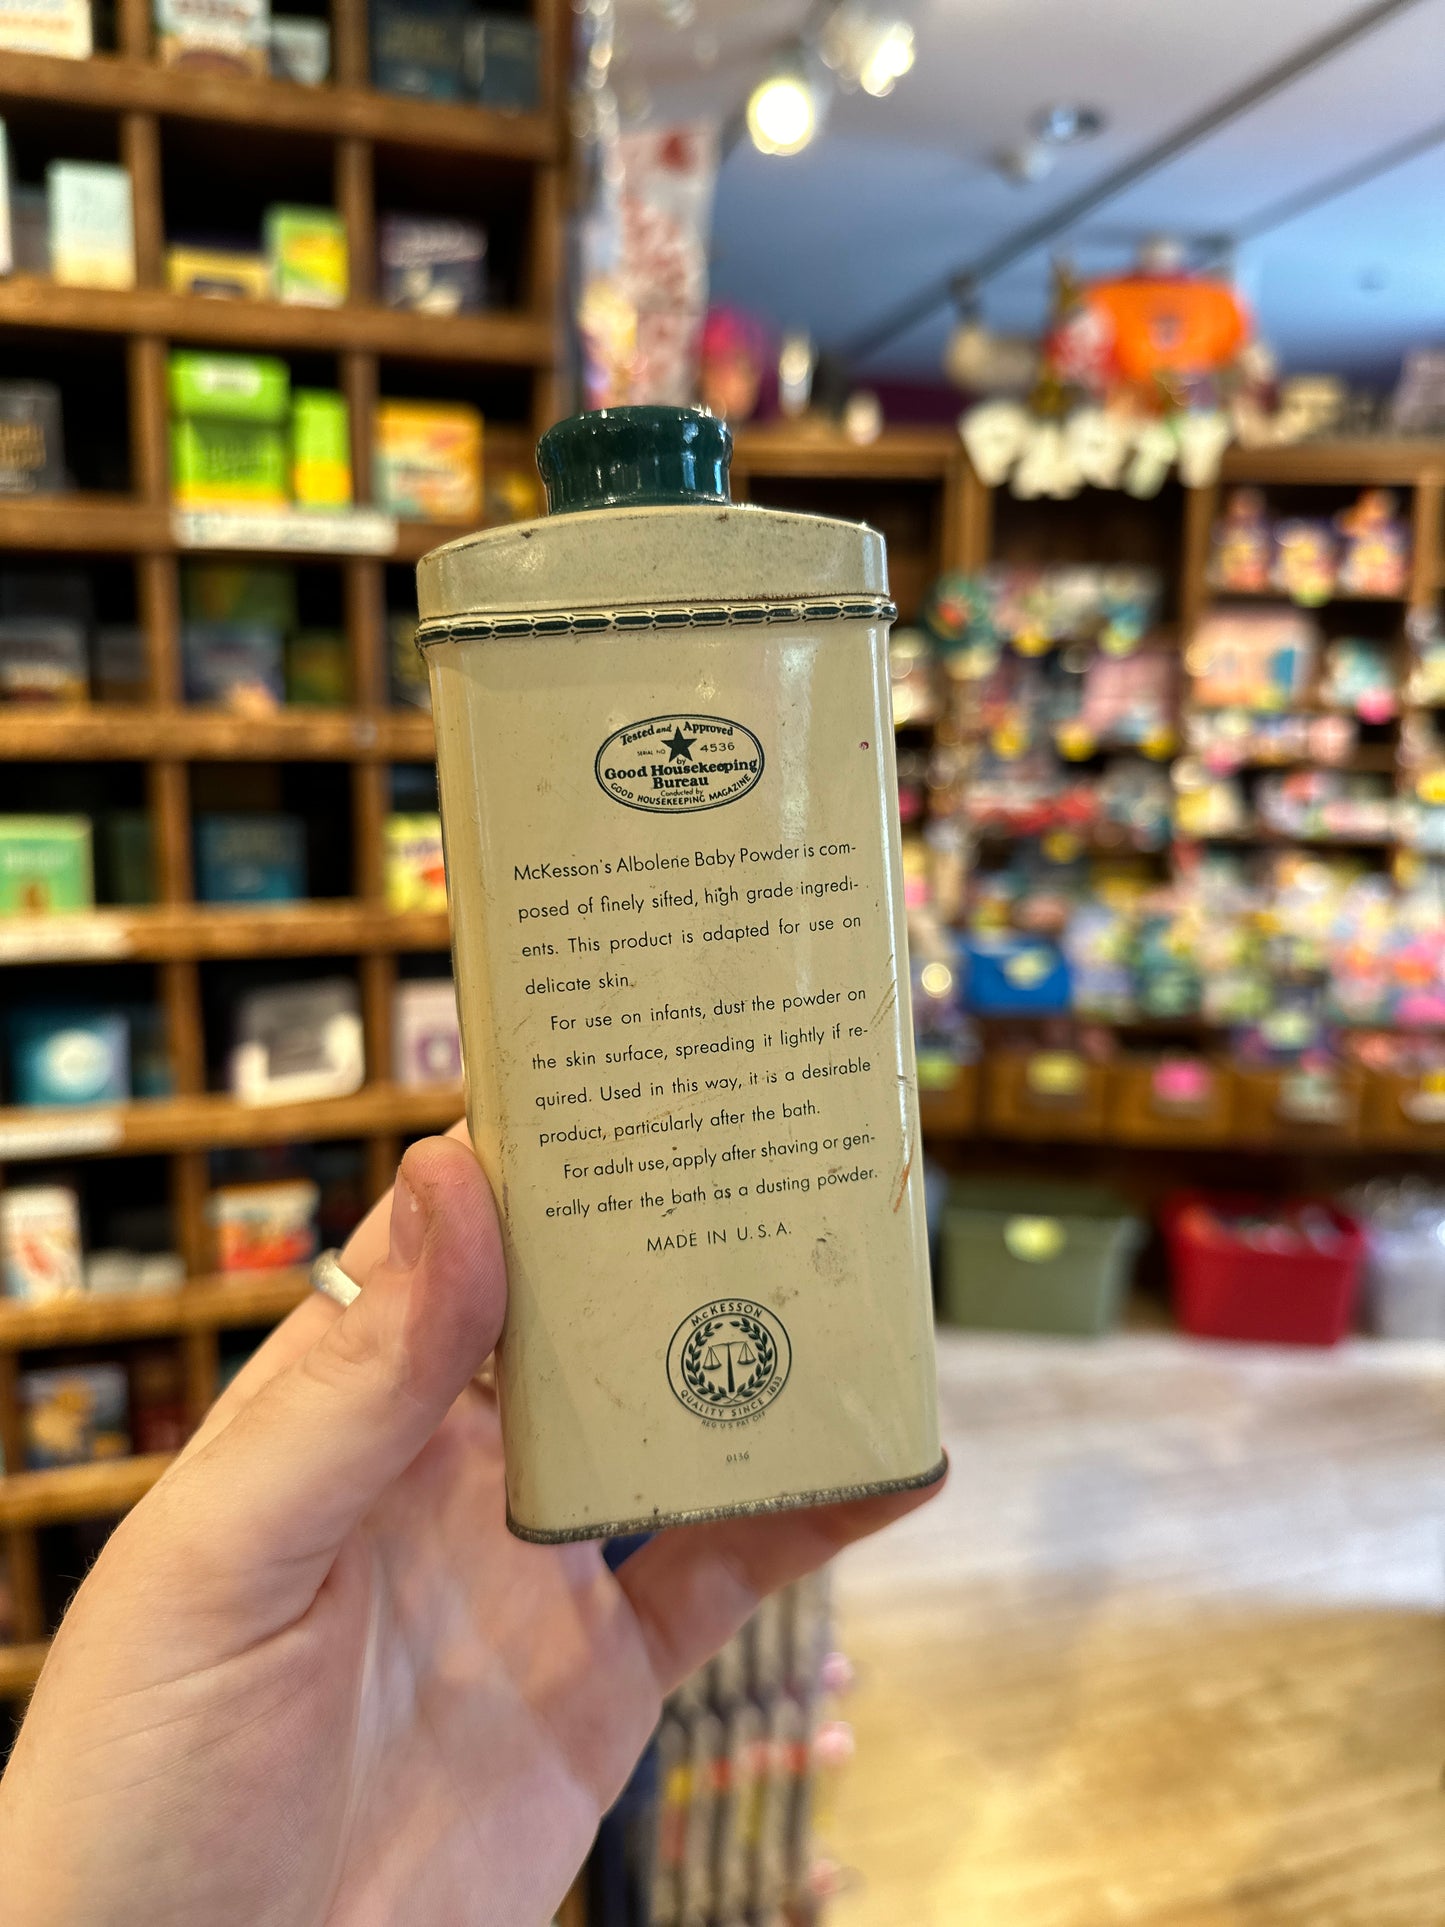 Tested and Approved
SERIAL NO. 4536
by
Good Housekeeping
Bureau
Conducted by
GOOD HOUSEKEEPING MAGAZINE
McKesson's Albolene Baby Powder is com-
posed of finely sifted, high grade ingredi-
ents. This product is adapted for use on
delicate skin.
For use on infants, dust the powder on
the skin surface, spreading it lightly if re-
quired. Used in this way, it is a desirable
product, particularly after the bath.
For adult use, apply after shaving or gen-
erally after the bath as a dusting powder.
MADE IN U. S. A.
McKESSON
QUALITY SINCE 1833
REG U S PAT OFF
0136
PARTY